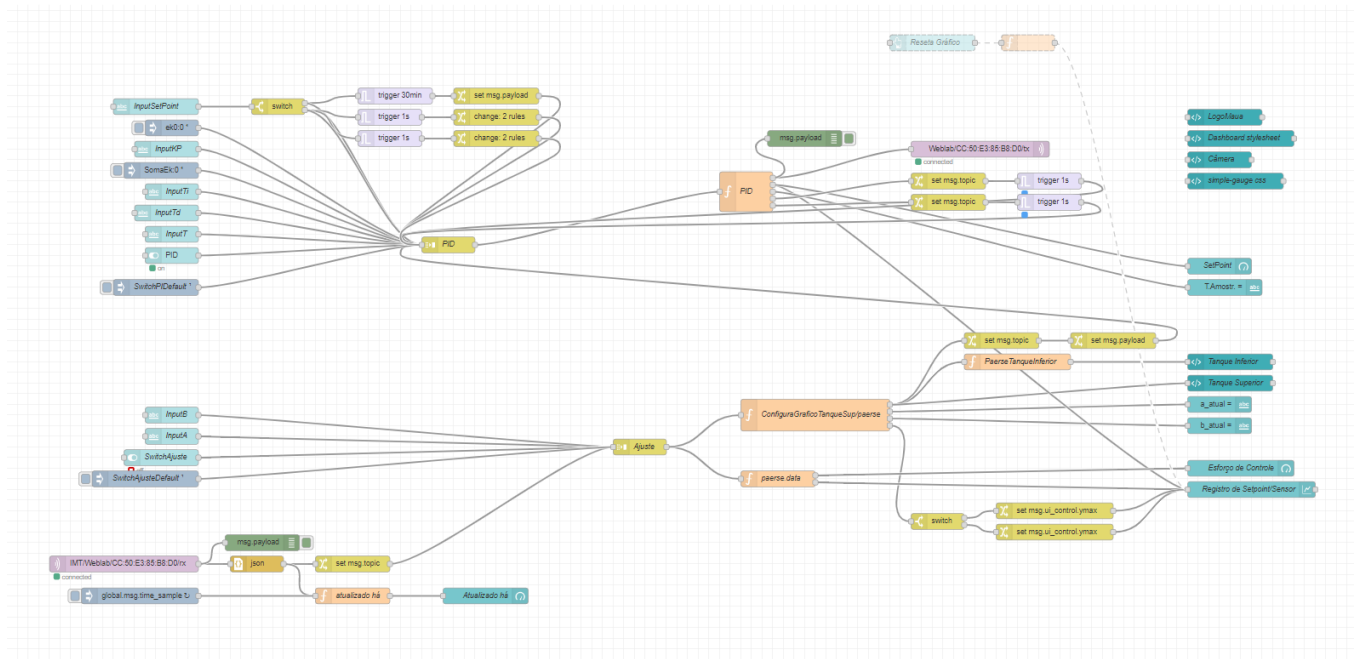 Reseta Gráfico
InputSetPoint
switch
trigger 30min
set msg.payload
trigger 1s
change: 2 rules
trigger 1s
change: 2 rules
ek0:0 *
InputKP
SomaEk:0 *
InputTi
InputTd
InputT
PID
on
SwitchPIDefault *
PID
msg.payload
Weblab/CC:50:E3:85:B8:D0/tx
connected
PID
set msg.topic
trigger 1s
set msg.topic
trigger 1s
LogoMaua
Dashboard stylesheet
Câmera
simple-gauge css
SetPoint
T.Amostr. =
set msg.topic
set msg.payload
PaerseTanqueInferior
Tanque Inferior
Tanque Superior
a_atual =
b_atual =
InputB
InputA
SwitchAjuste
off
SwitchAjusteDefault *
Ajuste
ConfiguraGraficoTanqueSup/paerse
paerse data
Esforço de Controle
Registro de Setpoint/Sensor
switch
set msg.ui_control.ymax
set msg.ui_control.ymax
msg.payload
IMT/Weblab/CC:50:E3:85:B8:D0/rx
connected
json
set msg.topic
global.msg.time_sample ↻
atualizado há
Atualizado há